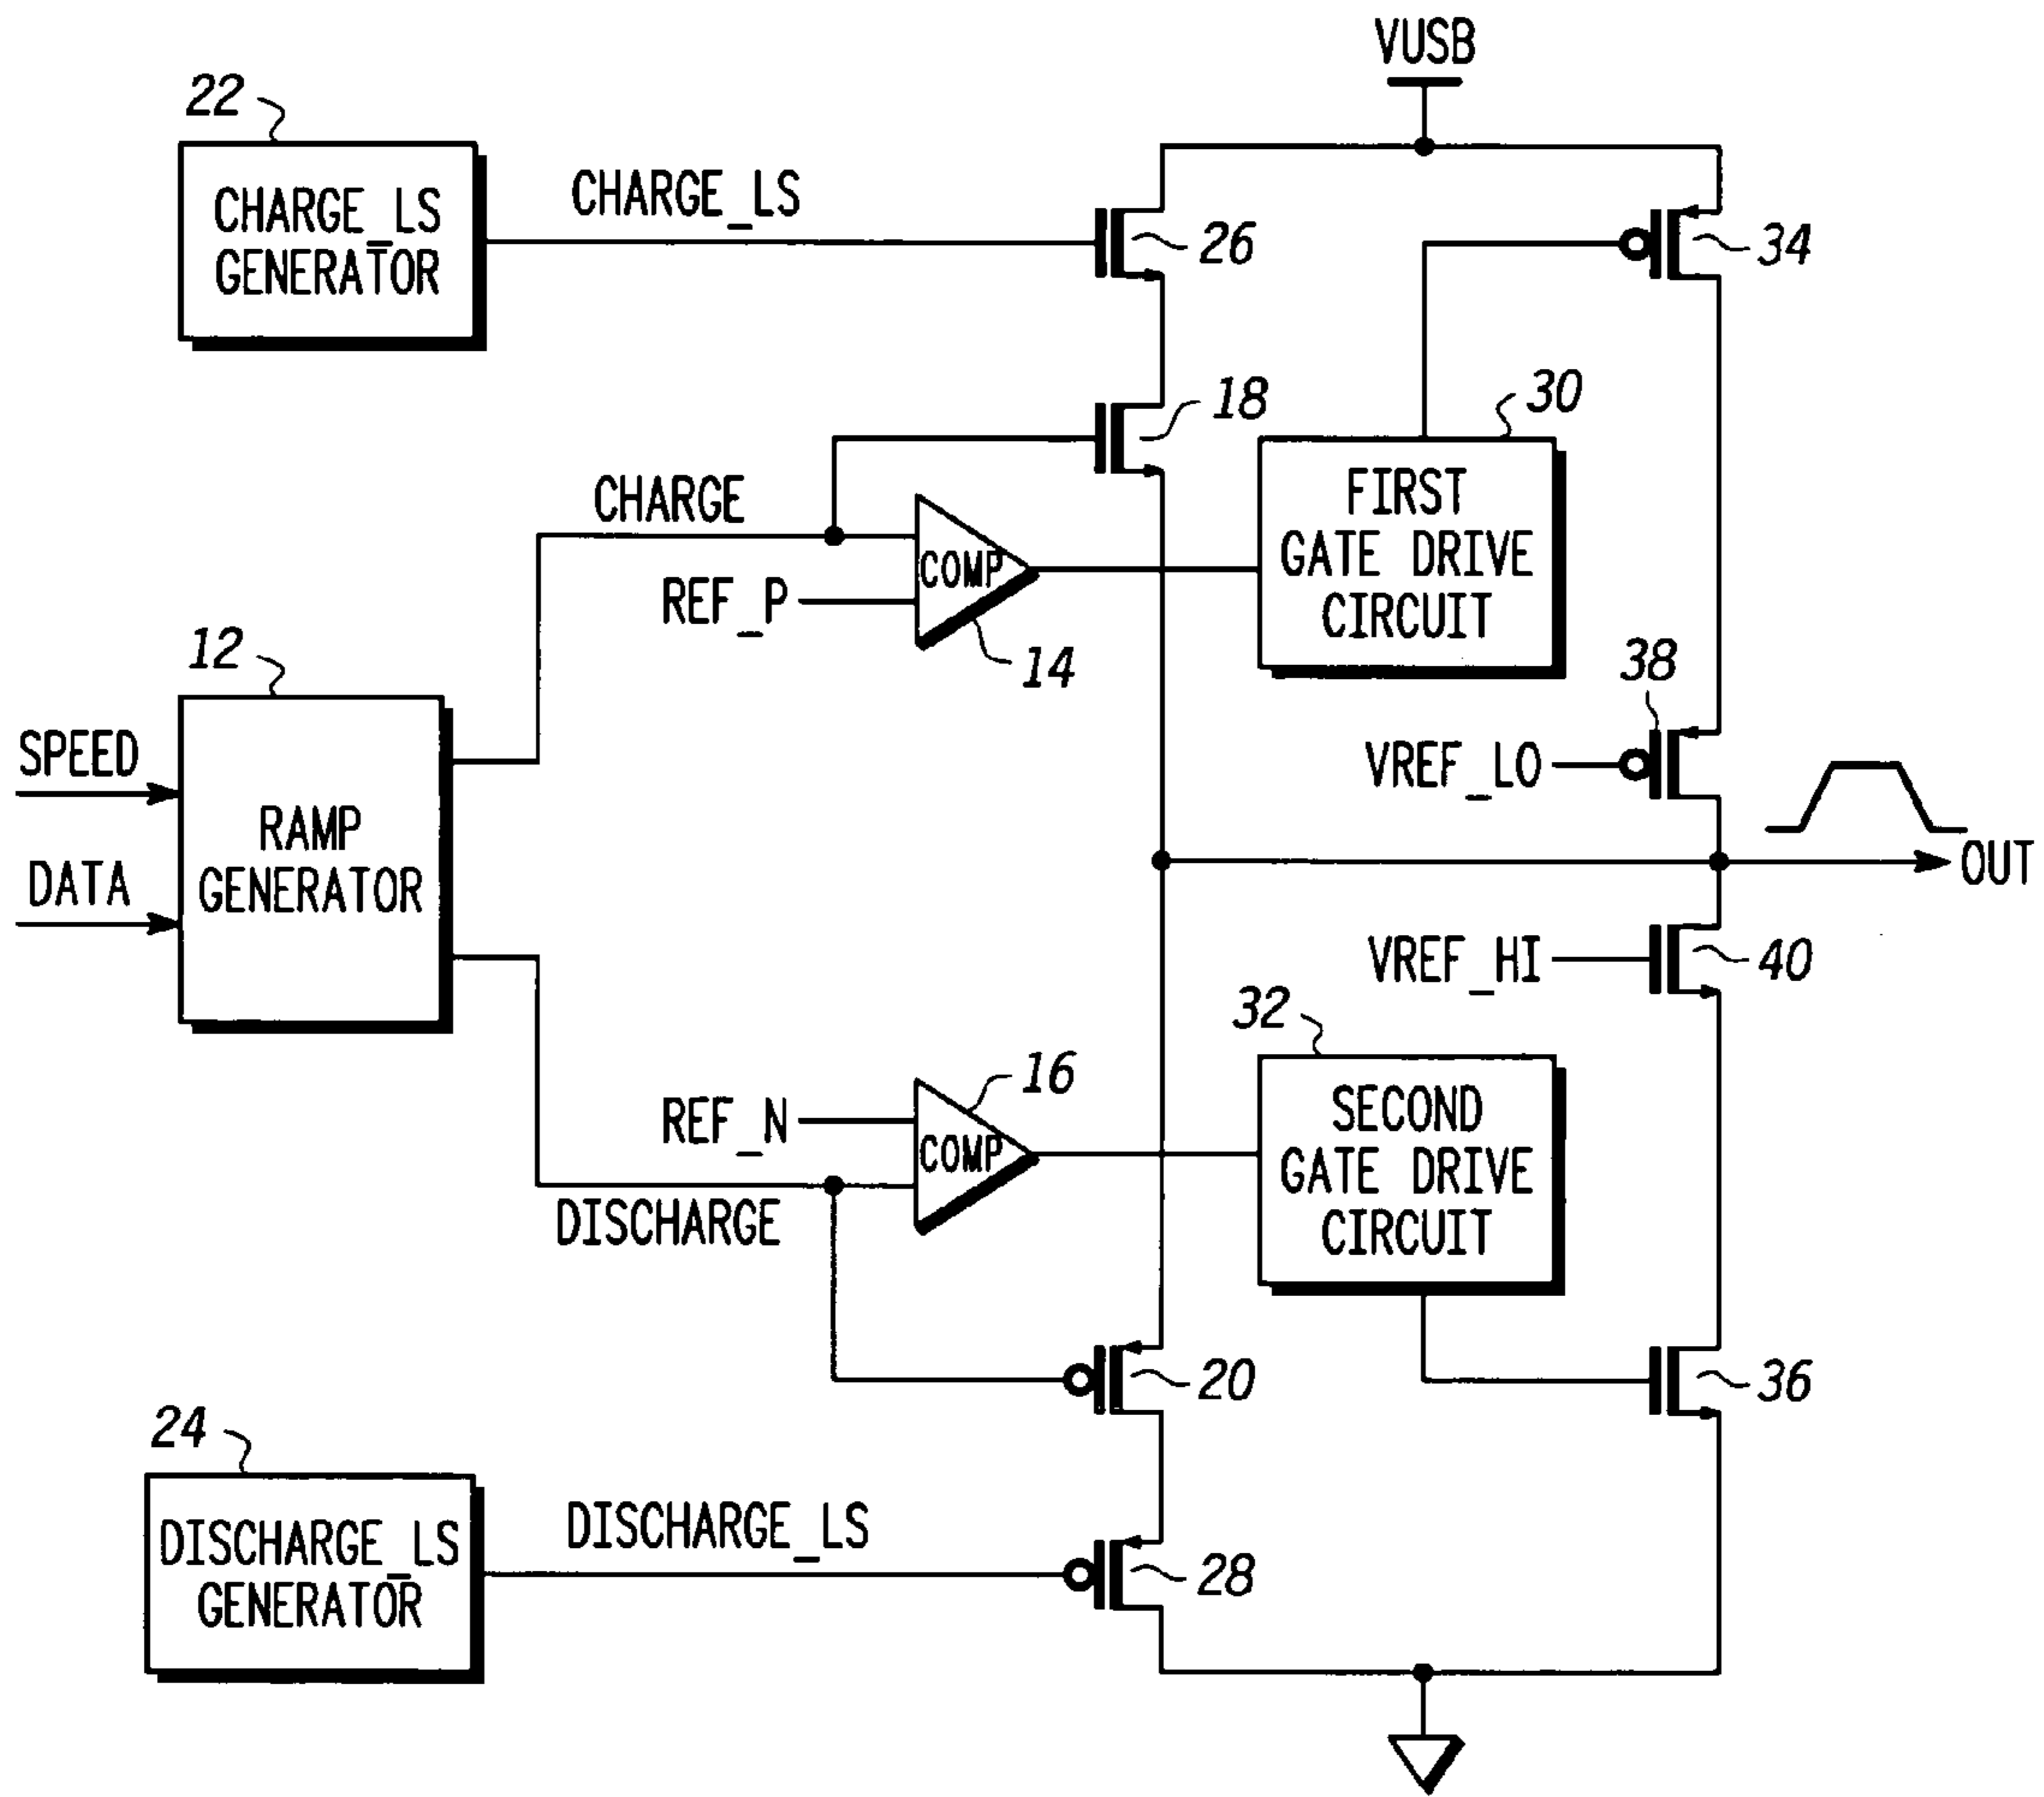 VUSB
22
CHARGE_LS
GENERATOR
CHARGE_LS
26
34
18
30
FIRST
GATE DRIVE
CIRCUIT
CHARGE
COMP
REF_P
14
12
SPEED
DATA
RAMP
GENERATOR
38
VREF_LO
OUT
VREF_HI
40
32
SECOND
GATE DRIVE
CIRCUIT
16
REF_N
COMP
DISCHARGE
20
36
24
DISCHARGE_LS
GENERATOR
DISCHARGE_LS
28